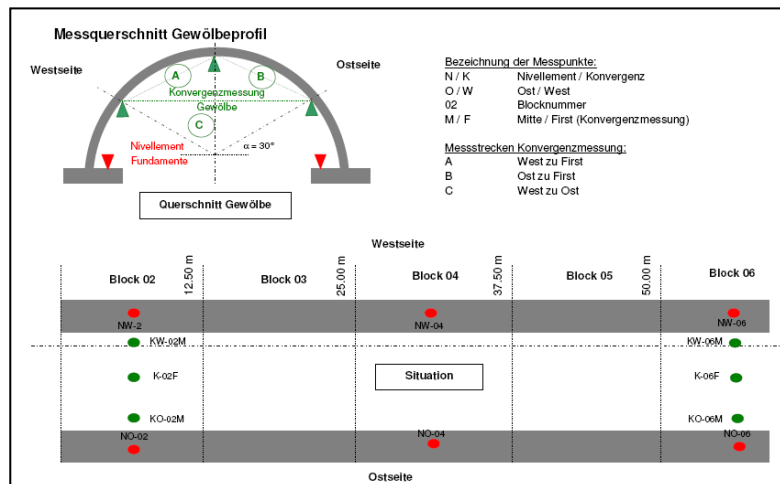 Messquerschnitt Gewölbeprofil
Westseite
Ostseite
A
B
Konvergenzmessung
Gewölbe
C
Nivellement
Fundamente
α = 30°
Querschnitt Gewölbe
Bezeichnung der Messpunkte:
N / K Nivellement / Konvergenz
O / W Ost / West
02 Blocknummer
M / F Mitte / First (Konvergenzmessung)
Messstrecken Konvergenzmessung:
A West zu First
B Ost zu First
C West zu Ost
Westseite
Block 02 12.50 m Block 03 25.00 m Block 04 37.50 m Block 05 50.00 m Block 06
NW-2 NW-04 NW-06
KW-02M KW-06M
K-02F Situation K-06F
KO-02M KO-06M
NO-02 NO-04 NO-06
Ostseite